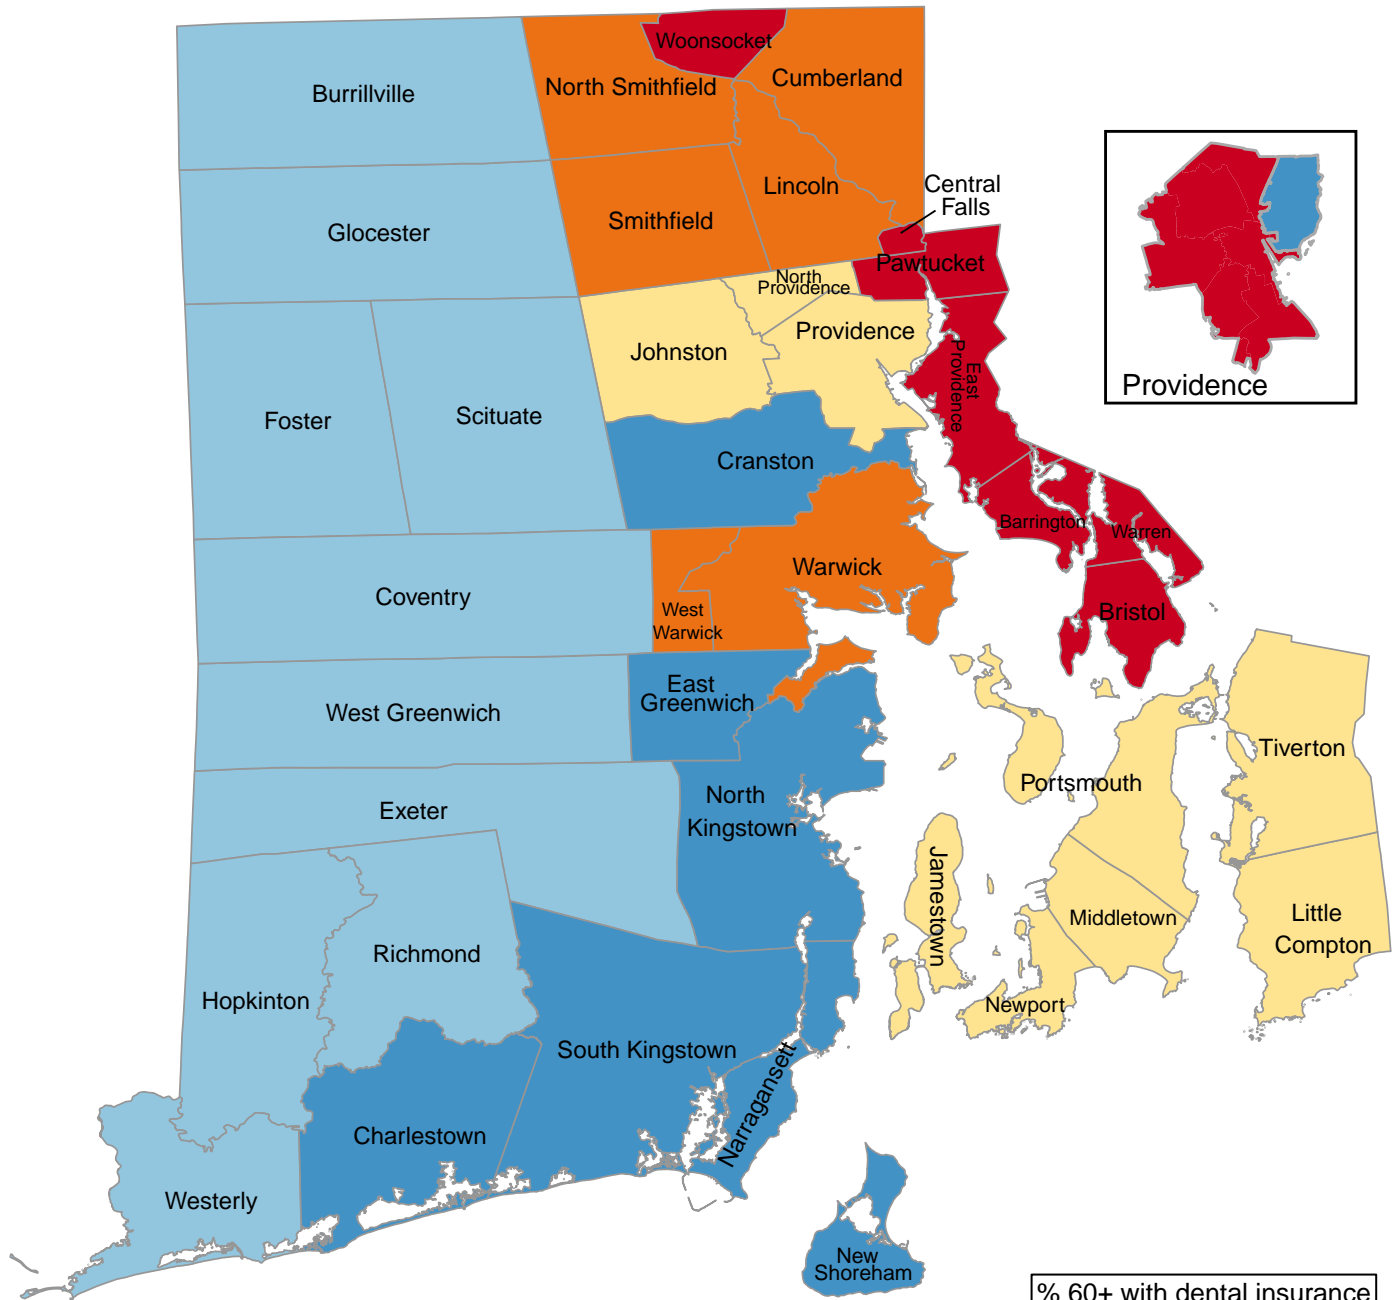 Woonsocket
Burrillville
North Smithfield
Cumberland
Central
Falls
Lincoln
Smithfield
Glocester
Pawtucket
North
Providence
Providence
Johnston
East
Providence
Providence
Foster
Scituate
Cranston
Barrington
Warren
Warwick
Coventry
West
Warwick
Bristol
East
Greenwich
West Greenwich
Tiverton
Portsmouth
North
Kingstown
Exeter
Jamestown
Middletown
Little
Compton
Richmond
Hopkinton
Newport
South Kingstown
Narragansett
Charlestown
Westerly
New
Shoreham
% 60+ with dental insurance